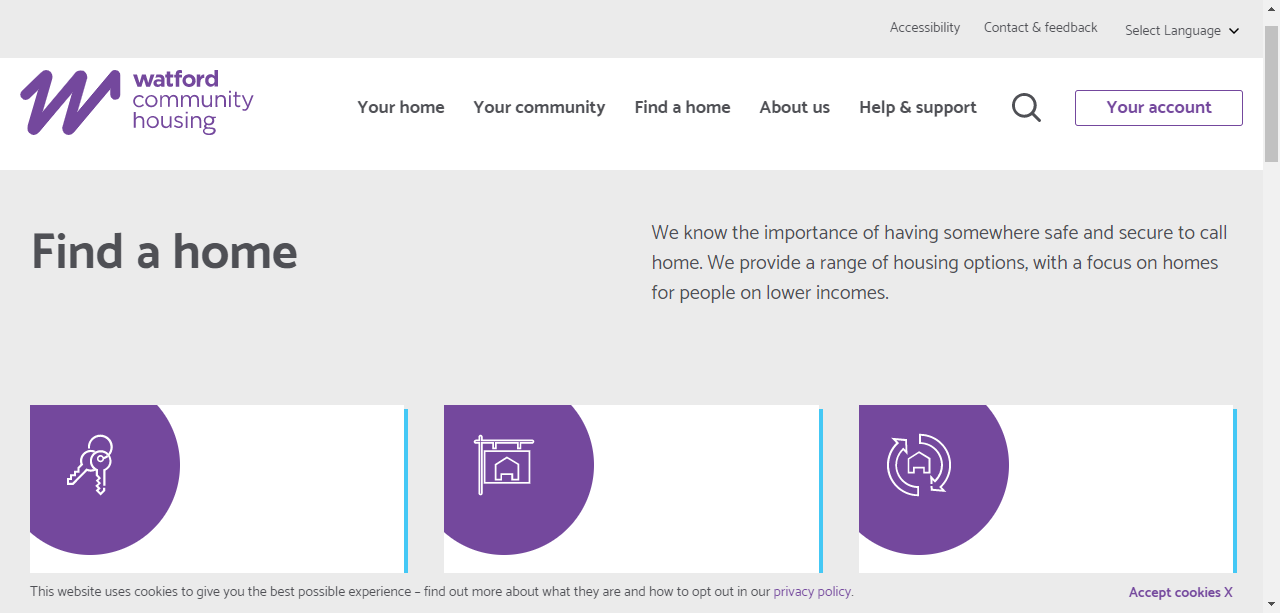 Accessibility Contact & feedback Select Language
watford
community
housing
Your home Your community Find a home About us Help & support Your account
Find a home
We know the importance of having somewhere safe and secure to call
home. We provide a range of housing options, with a focus on homes
for people on lower incomes.
This website uses cookies to give you the best possible experience – find out more about what they are and how to opt out in our privacy policy. Accept cookies X